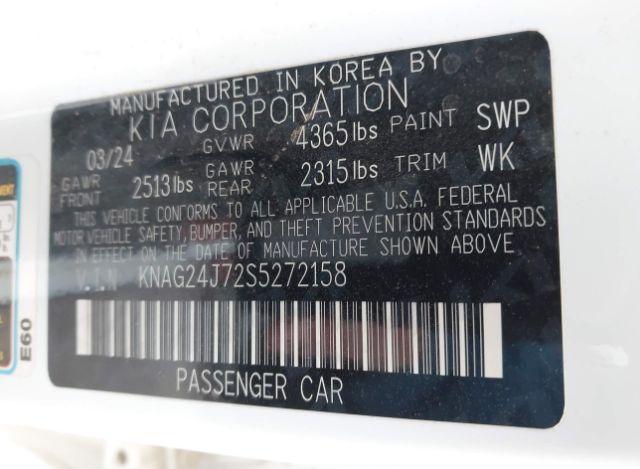 MANUFACTURED IN KOREA BY
KIA CORPORATION
03/24 GVWR 4365 lbs PAINT SWP
GAWR FRONT 2513 lbs GAWR REAR 2315 lbs TRIM WK
THIS VEHICLE CONFORMS TO ALL APPLICABLE U.S.A. FEDERAL
MOTOR VEHICLE SAFETY, BUMPER, AND THEFT PREVENTION STANDARDS
IN EFFECT ON THE DATE OF MANUFACTURE SHOWN ABOVE
V.I.N KNAG24J72S5272158
PASSENGER CAR
E60